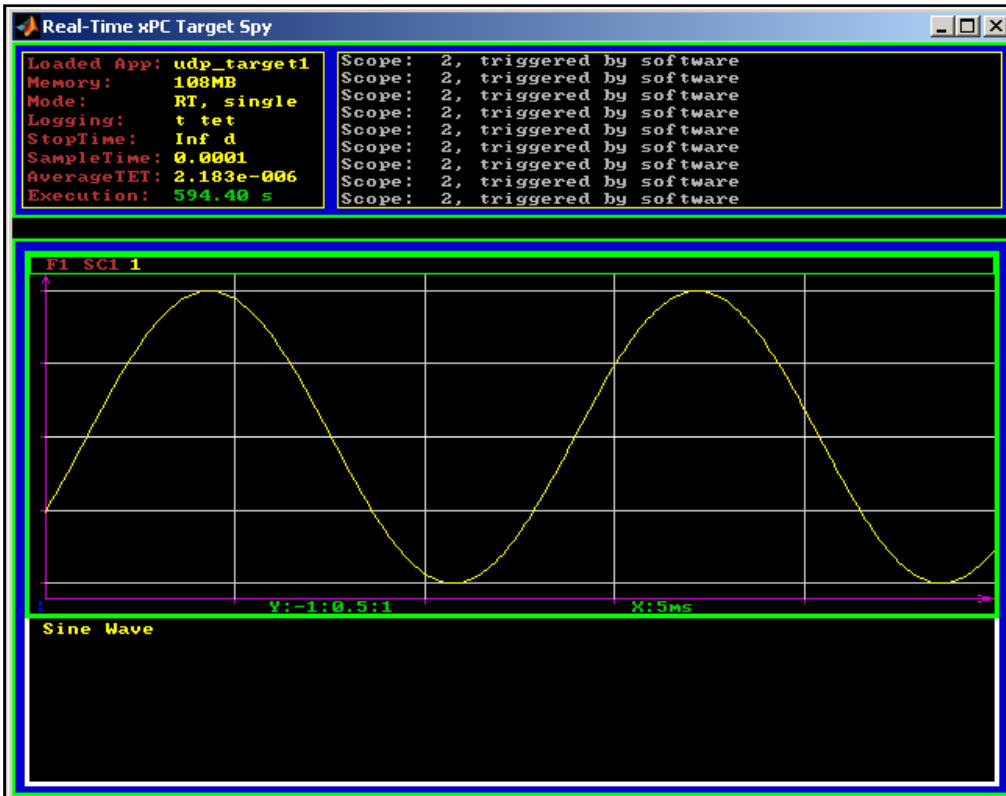 Real-Time xPC Target Spy
Loaded App: udp_target1
Memory: 108MB
Mode: RT, single
Logging: t tet
StopTime: Inf d
SampleTime: 0.0001
AverageTET: 2.183e-006
Execution: 594.40 s
Scope: 2, triggered by software
Scope: 2, triggered by software
Scope: 2, triggered by software
Scope: 2, triggered by software
Scope: 2, triggered by software
Scope: 2, triggered by software
Scope: 2, triggered by software
Scope: 2, triggered by software
Scope: 2, triggered by software
F1 SC1 1
Y:-1:0.5:1 X:5ms
Sine Wave